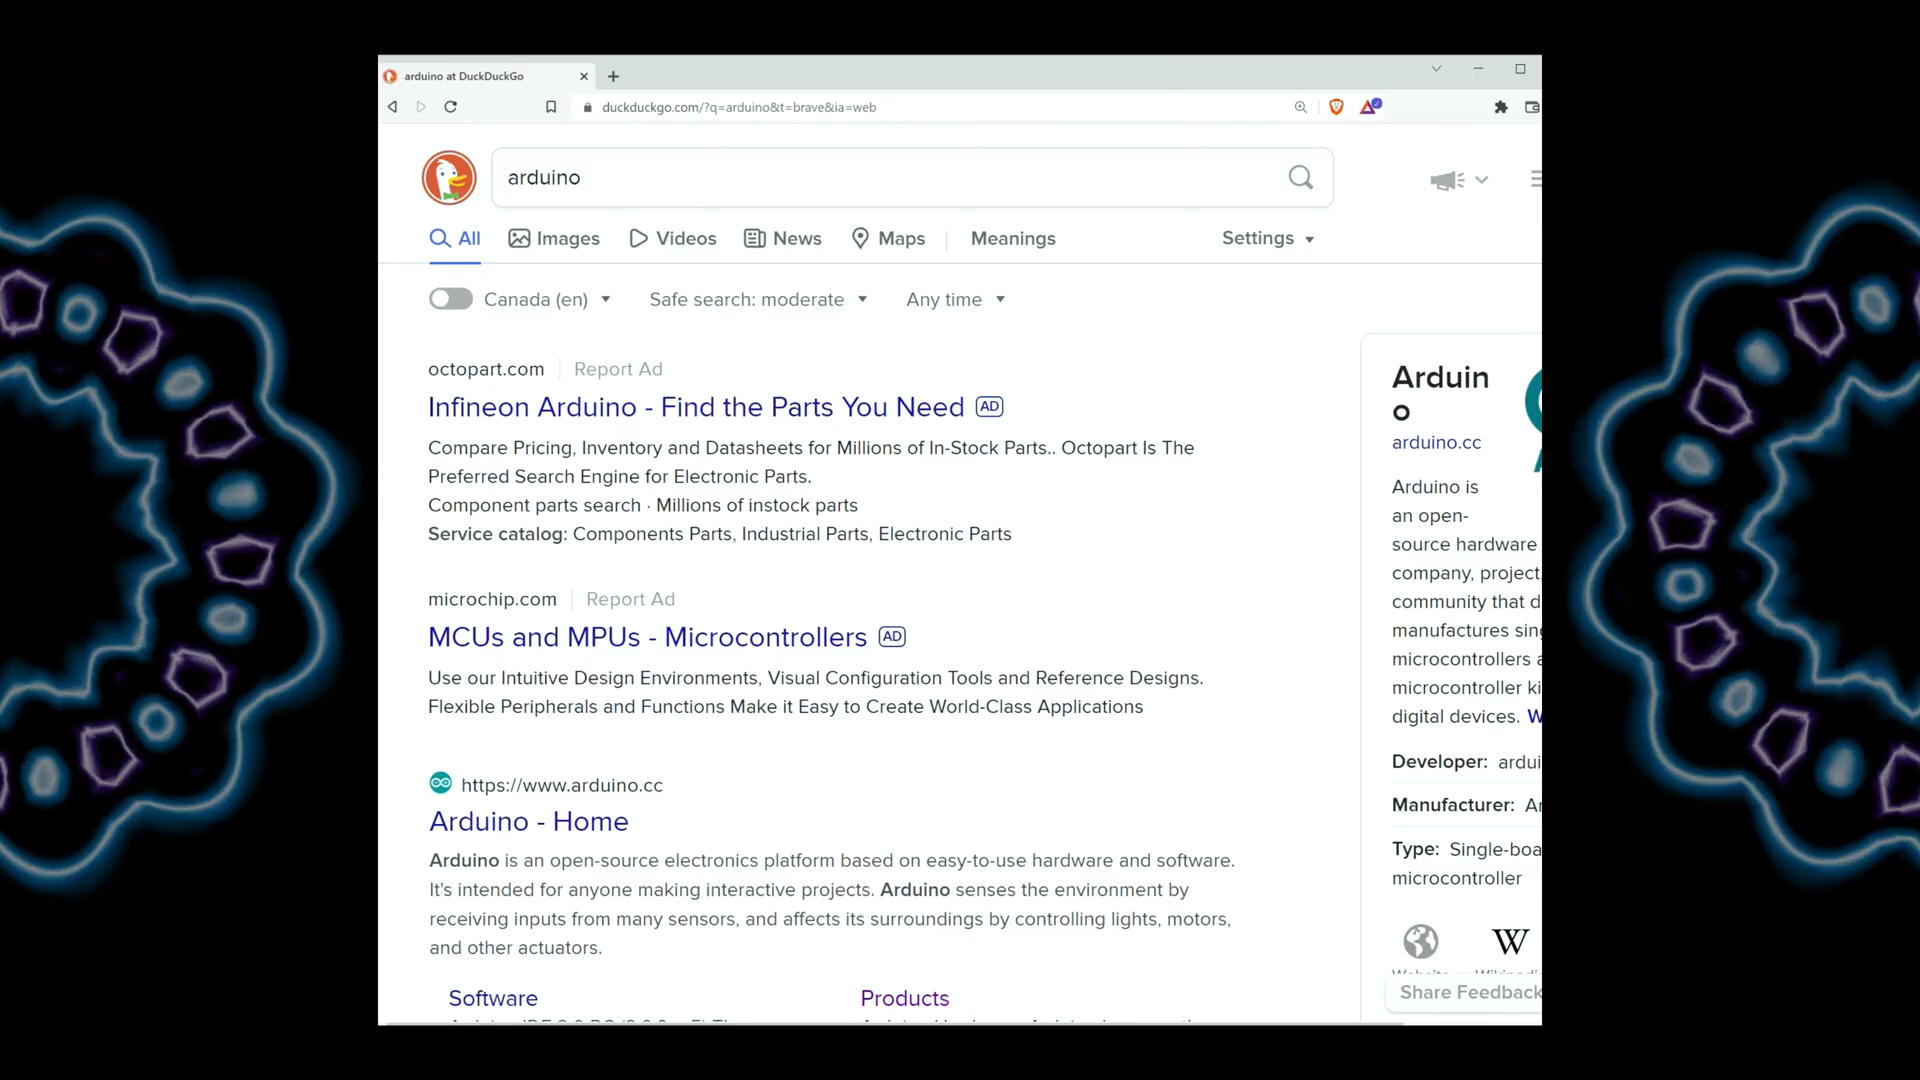 arduino at DuckDuckGo
duckduckgo.com/?q=arduino&t=brave&ia=web
arduino
All Images Videos News Maps Meanings Settings
Canada (en) Safe search: moderate Any time
octopart.com Report Ad
Infineon Arduino - Find the Parts You Need AD
Compare Pricing, Inventory and Datasheets for Millions of In-Stock Parts.. Octopart Is The
Preferred Search Engine for Electronic Parts.
Component parts search · Millions of instock parts
Service catalog: Components Parts, Industrial Parts, Electronic Parts
microchip.com Report Ad
MCUs and MPUs - Microcontrollers AD
Use our Intuitive Design Environments, Visual Configuration Tools and Reference Designs.
Flexible Peripherals and Functions Make it Easy to Create World-Class Applications
https://www.arduino.cc
Arduino - Home
Arduino is an open-source electronics platform based on easy-to-use hardware and software.
It's intended for anyone making interactive projects. Arduino senses the environment by
receiving inputs from many sensors, and affects its surroundings by controlling lights, motors,
and other actuators.
Software Products
Arduin
o
arduino.cc
Arduino is
an open-
source hardware
company, project,
community that d
manufactures sin
microcontrollers a
microcontroller ki
digital devices. W
Developer: ardui
Manufacturer: A
Type: Single-boa
microcontroller
W
Share Feedback